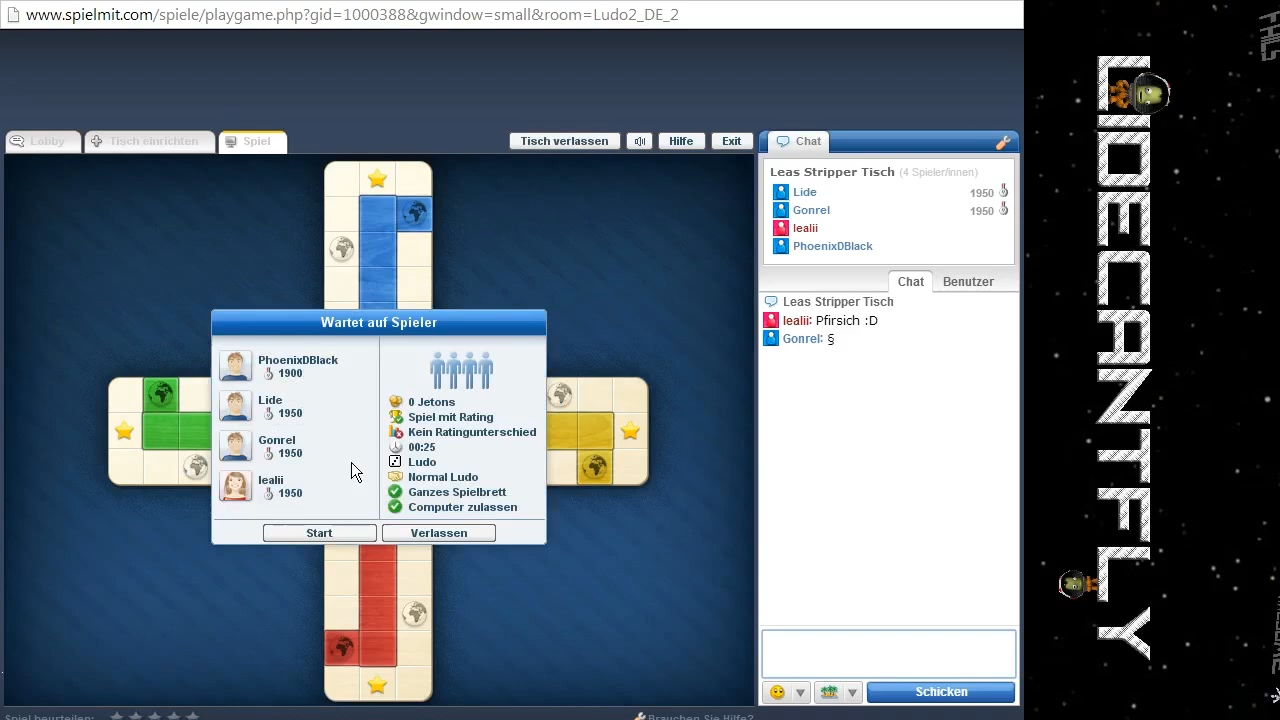 www.spielmit.com/spiele/playgame.php?gid=1000388&gwindow=small&room=Ludo2_DE_2
Lobby
Tisch einrichten
Spiel
Tisch verlassen
Hilfe
Exit
Chat
Leas Stripper Tisch (4 Spieler/innen)
Lide 1950
Gonrel 1950
lealii
PhoenixDBlack
Chat
Benutzer
Leas Stripper Tisch
lealii: Pfirsich :D
Gonrel: §
Wartet auf Spieler
PhoenixDBlack
1900
Lide
1950
Gonrel
1950
lealii
1950
0 Jetons
Spiel mit Rating
Kein Ratingunterschied
00:25
Ludo
Normal Ludo
Ganzes Spielbrett
Computer zulassen
Start
Verlassen
Schicken
Spiel beurteilen:
Brauchen Sie Hilfe?
LIDECANTFLY